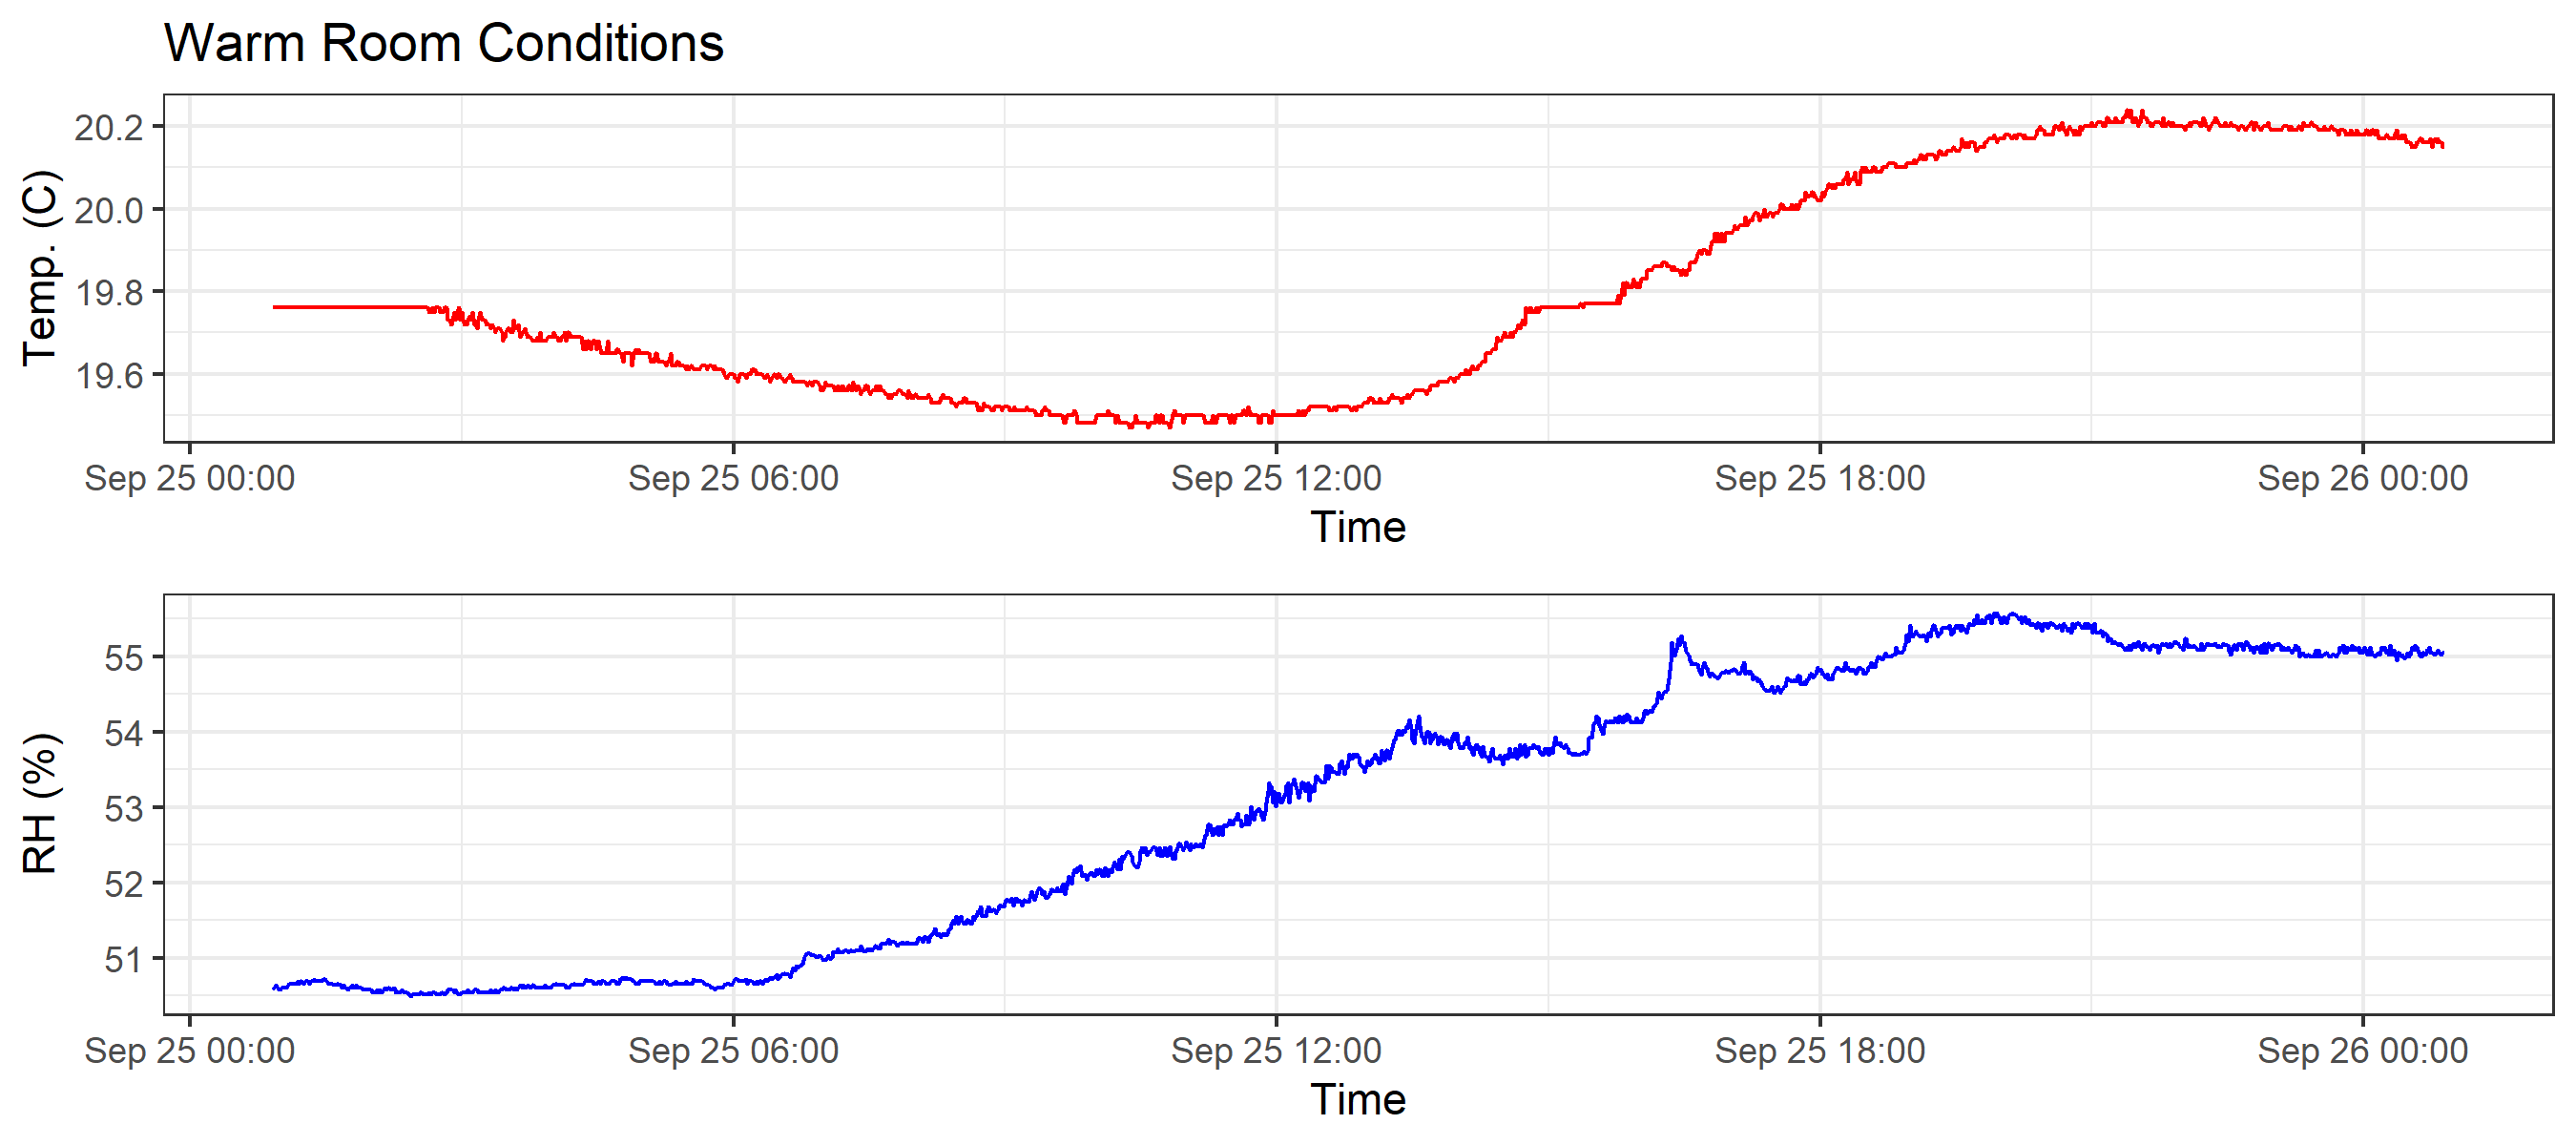 Warm Room Conditions
Temp. (C)
20.2
20.0
19.8
19.6
Sep 25 00:00 Sep 25 06:00 Sep 25 12:00 Sep 25 18:00 Sep 26 00:00
Time
RH (%)
55
54
53
52
51
Sep 25 00:00 Sep 25 06:00 Sep 25 12:00 Sep 25 18:00 Sep 26 00:00
Time